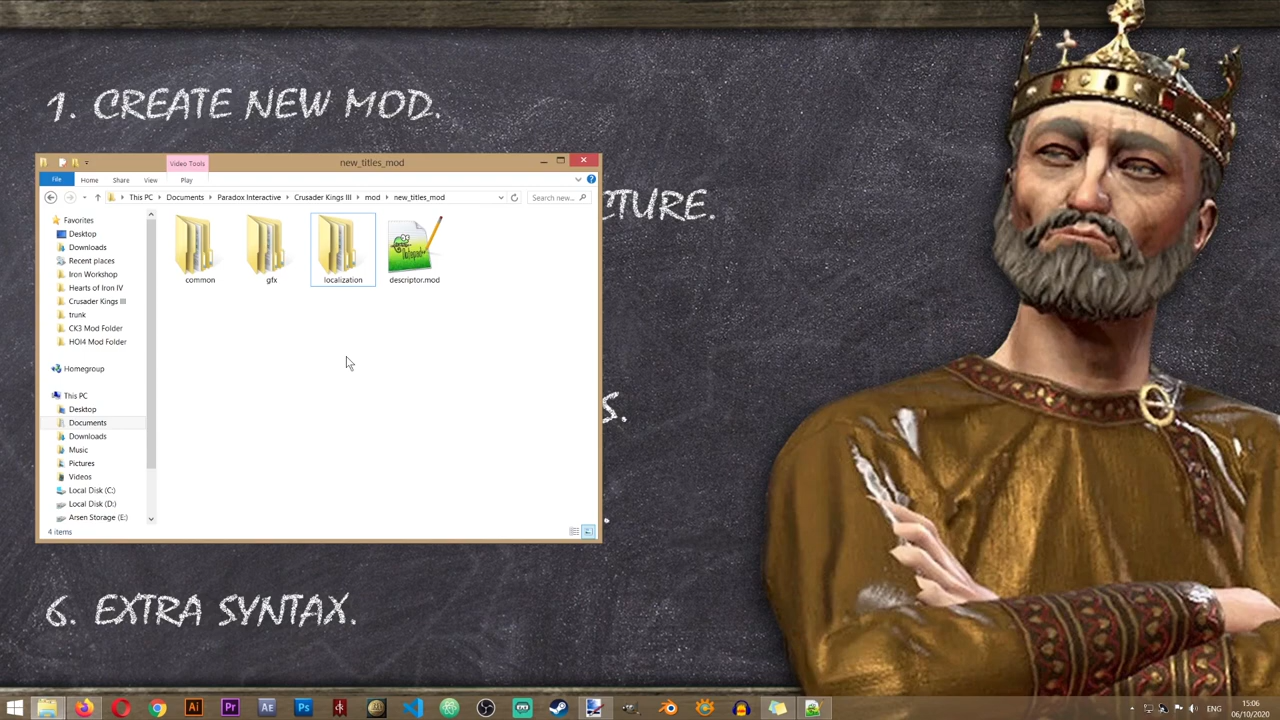 1. CREATE NEW MOD.
CTURE.
S.
6. EXTRA SYNTAX.
Video Tools
new_titles_mod
File
Home
Share
View
Play
This PC
Documents
Paradox Interactive
Crusader Kings III
mod
new_titles_mod
Search new...
Favorites
Desktop
Downloads
Recent places
Iron Workshop
Hearts of Iron IV
Crusader Kings III
trunk
CK3 Mod Folder
HOI4 Mod Folder
Homegroup
This PC
Desktop
Documents
Downloads
Music
Pictures
Videos
Local Disk (C:)
Local Disk (D:)
Arsen Storage (E:)
common
gfx
localization
descriptor.mod
4 items
Ai
Pr
Ae
Ps
ENG
15:06
06/10/2020